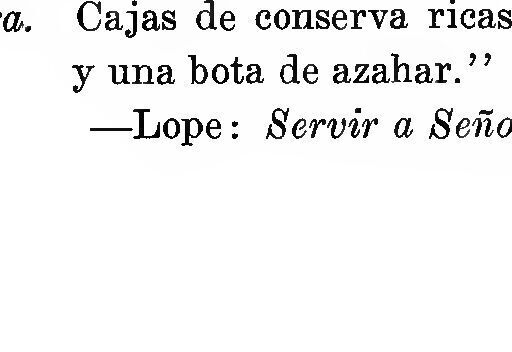 a. Cajas de conserva ricas
y una bota de azahar.’’
—Lope: Servir a Seño